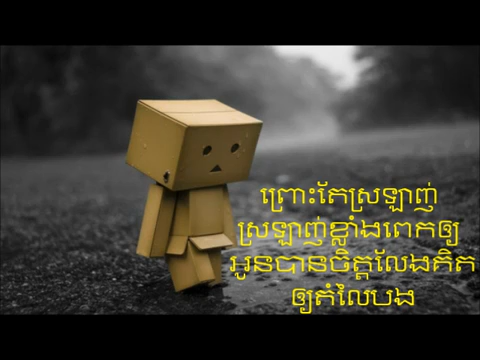 ព្រោះតែស្រឡាញ់
ស្រឡាញ់ខ្លាំងពេកឲ្យ
អូនបានចិត្តលែងគិត
ឲ្យតំលៃបង